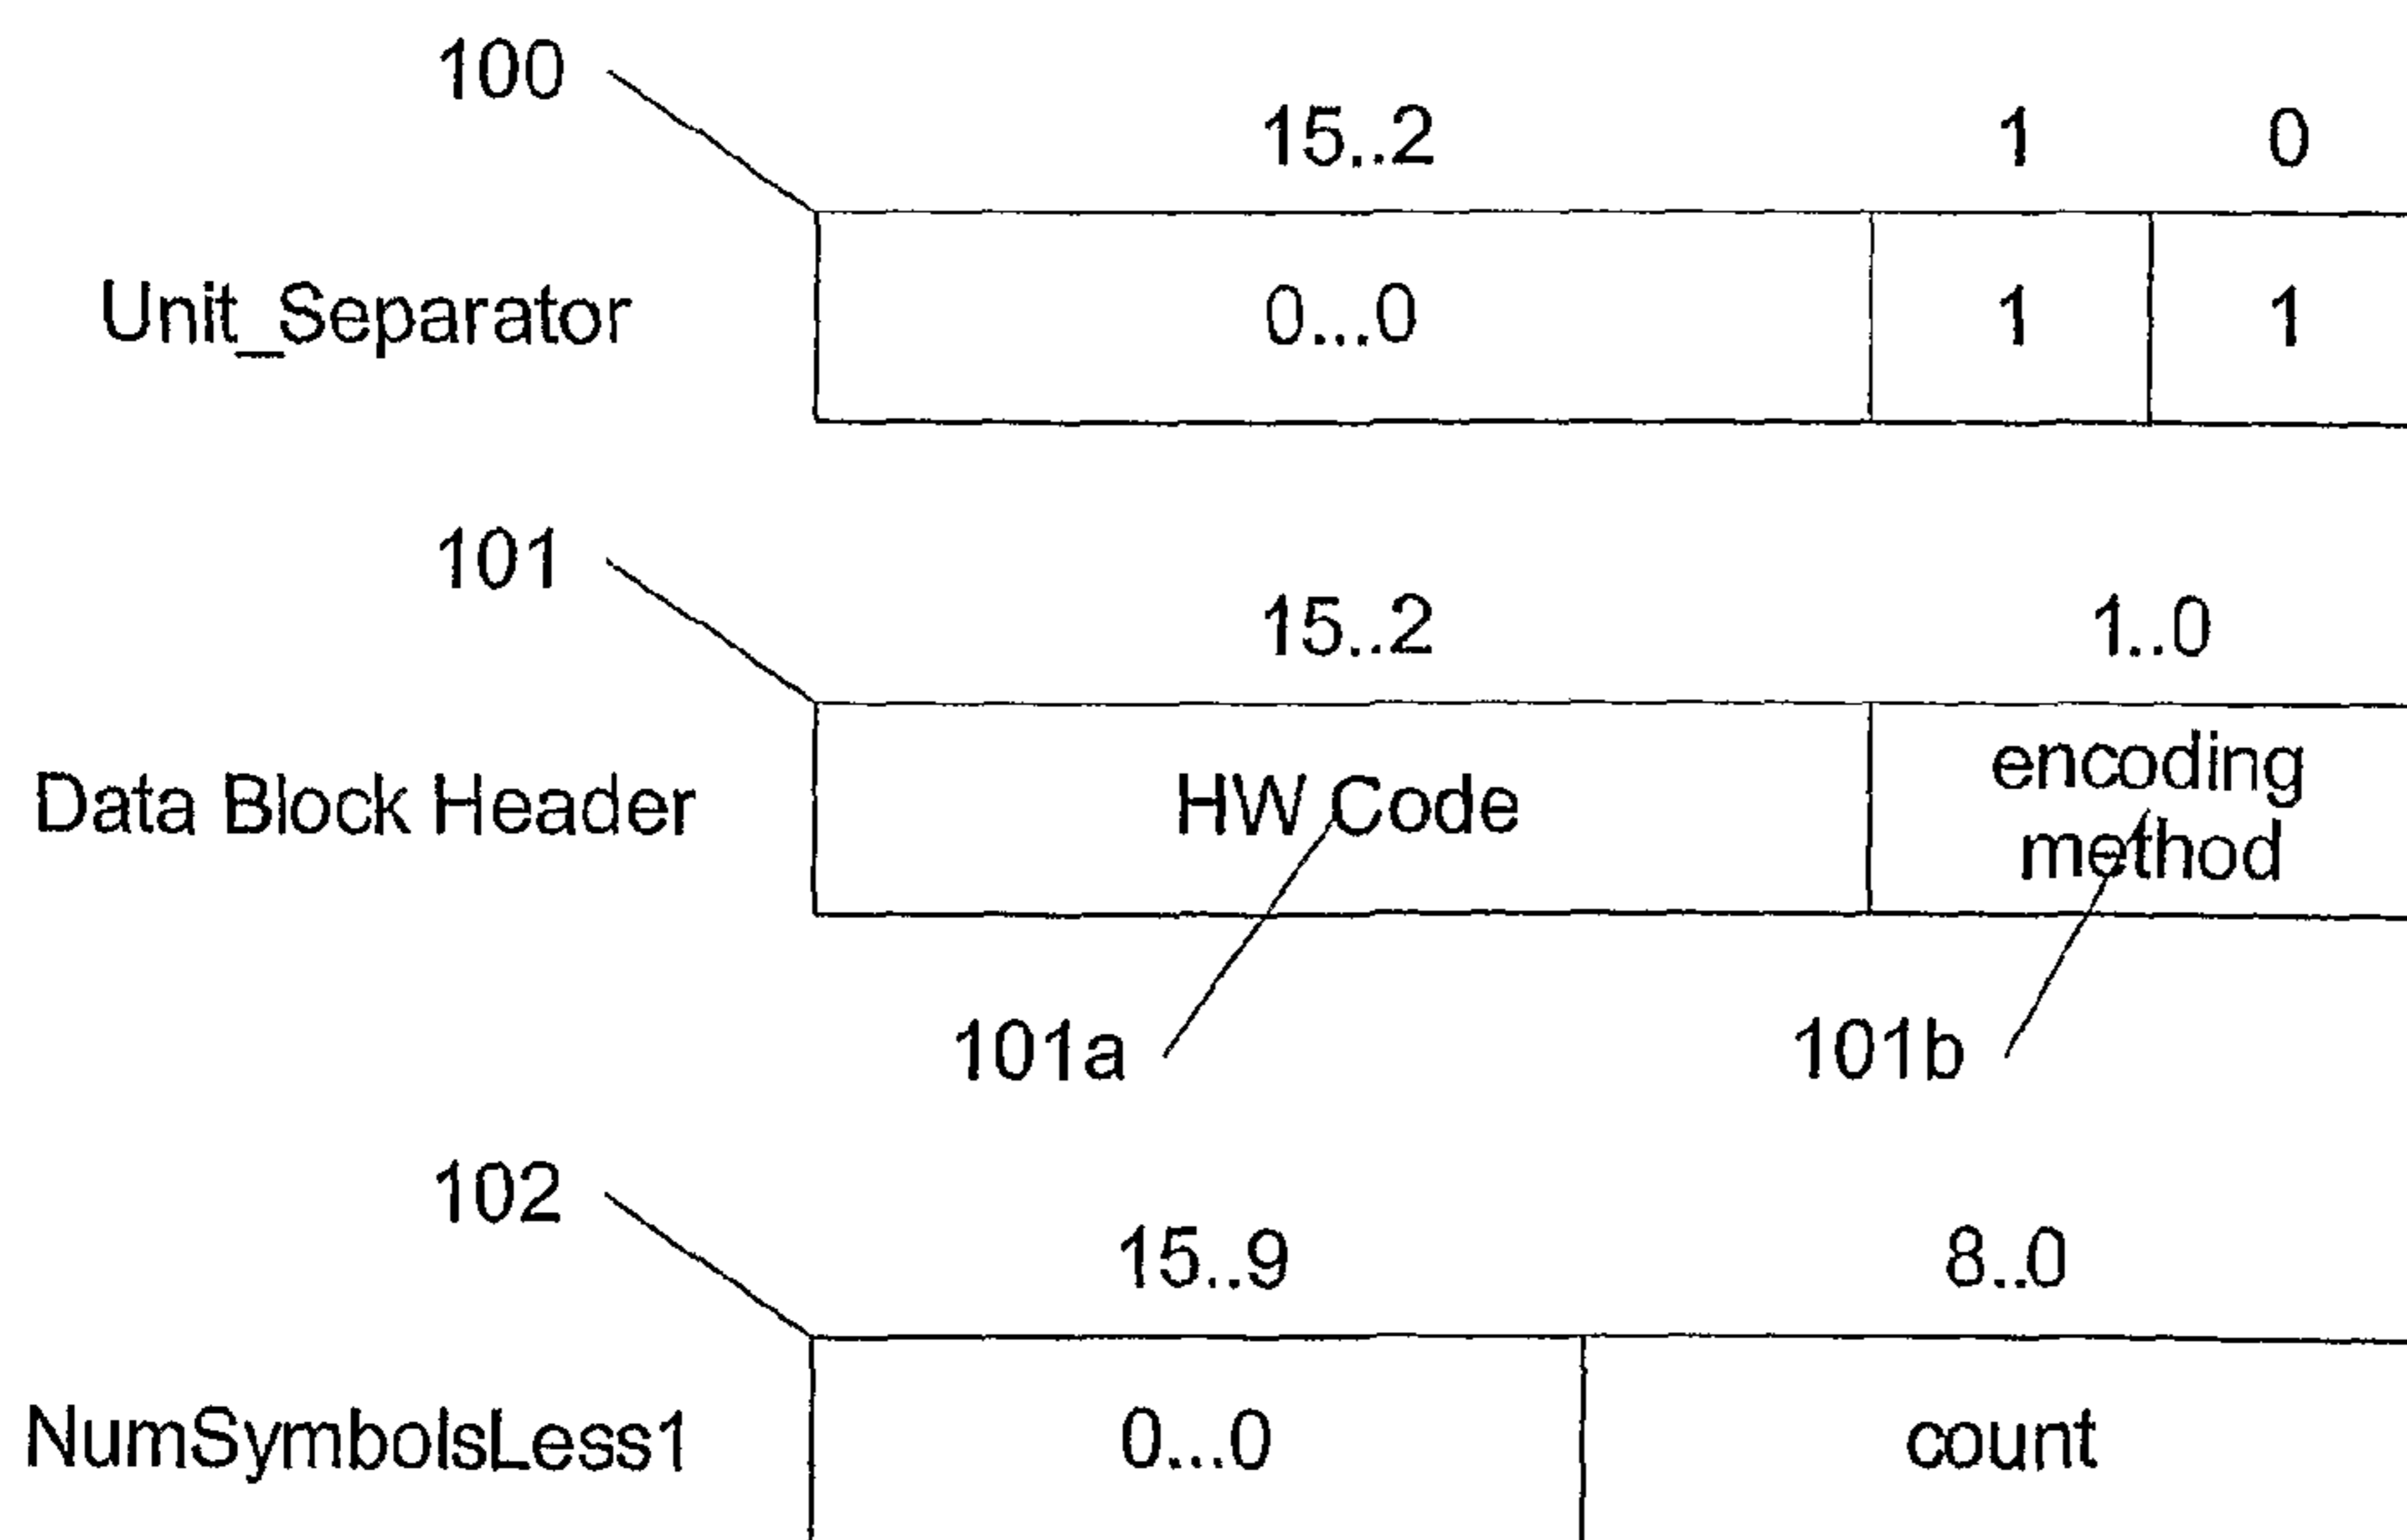 100
15..2 1 0
Unit_Separator 0...0 1 1
101
15..2 1..0
Data Block Header HW Code encoding
method
101a 101b
102
15..9 8..0
NumSymbolsLess1 0...0 count